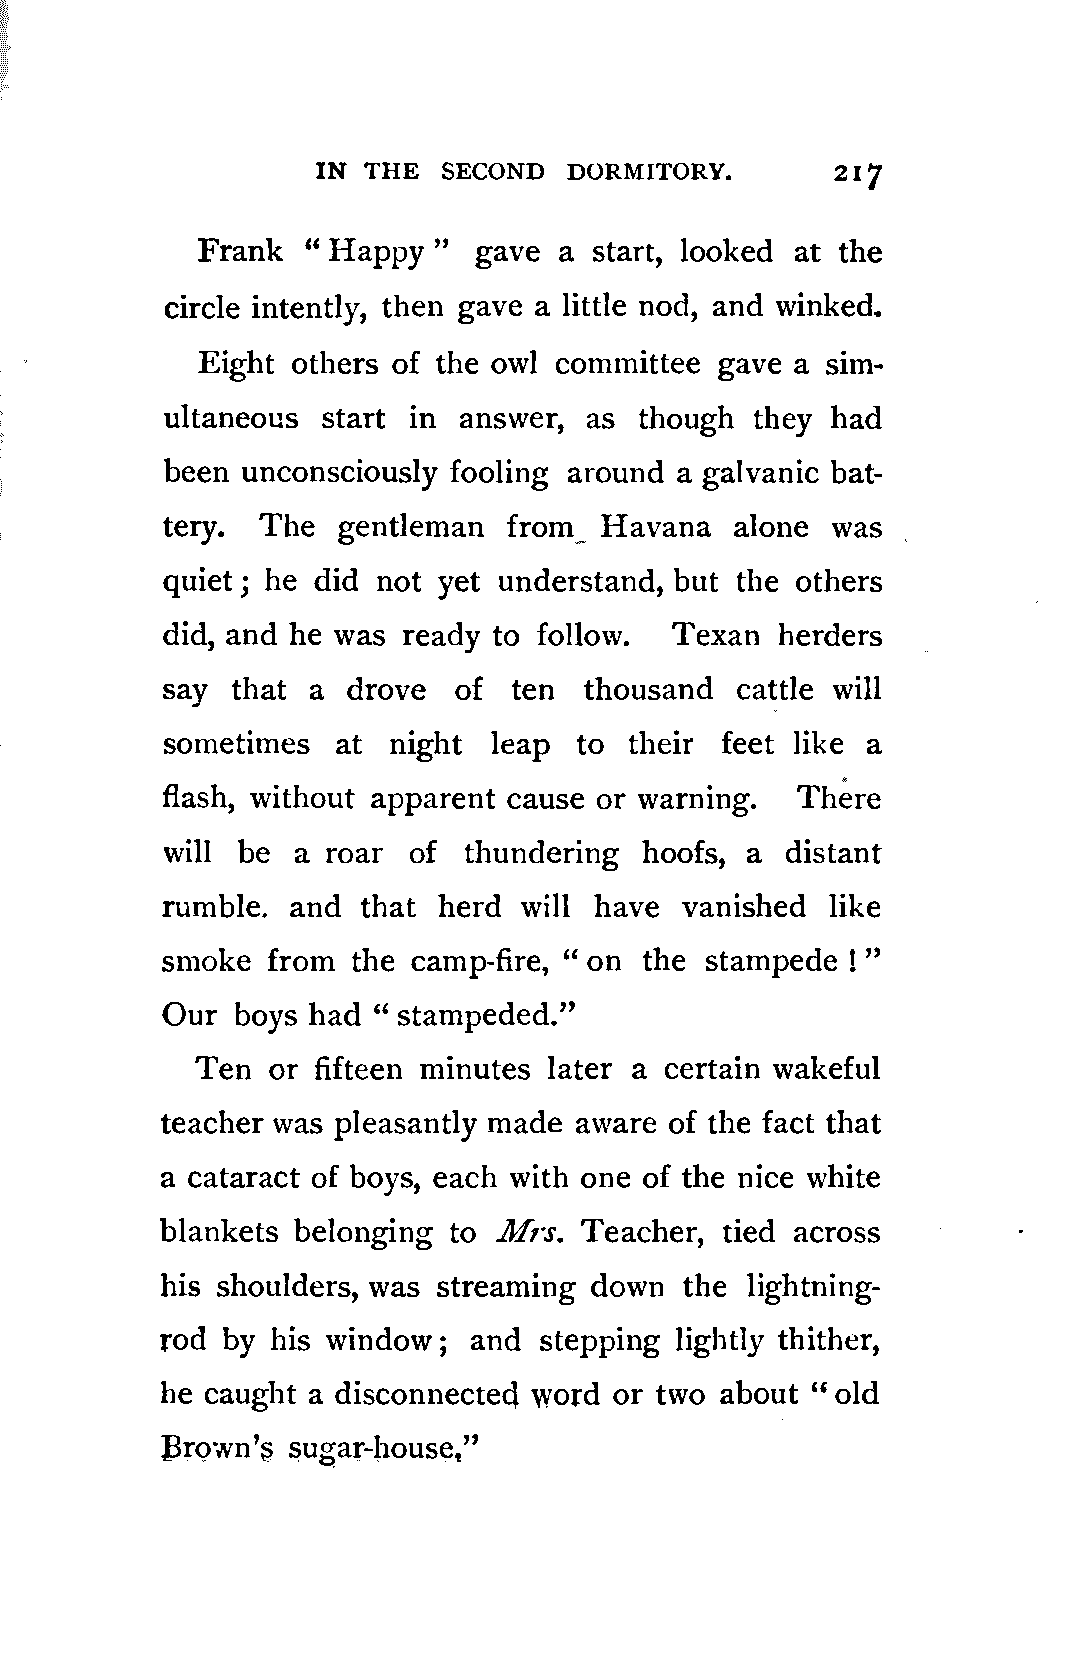 IN THE SECOND DORMITORY. 217
Frank " Happy " gave a start, looked at the
circle intently, then gave a little nod, and winked.
Eight others of the owl committee gave a sim-
ultaneous start in answer, as though they had
been unconsciously fooling around a galvanic bat-
tery. The gentleman from Havana alone was
quiet ; he did not yet understand, but the others
did, and he was ready to follow. Texan herders
say that a drove of ten thousand cattle will
sometimes at night leap to their feet like a
flash, without apparent cause or warning. There
will be a roar of thundering hoofs, a distant
rumble. and that herd will have vanished like
smoke from the camp-fire, " on the stampede ! "
Our boys had " stampeded."
Ten or fifteen minutes later a certain wakeful
teacher was pleasantly made aware of the fact that
a cataract of boys, each with one of the nice white
blankets belonging to Mrs. Teacher, tied across
his shoulders, was streaming down the lightning-
rod by his window ; and stepping lightly thither,
he caught a disconnected word or two about " old
Brown's sugar-house,"